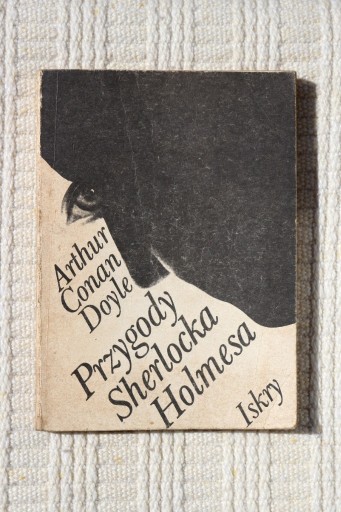 Arthur
Conan
Doyle
Przygody
Sherlocka
Holmesa
Iskry